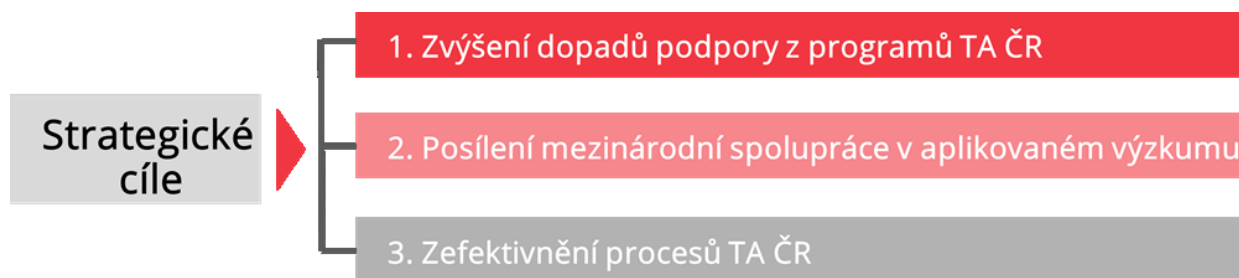 Strategické
cíle
1. Zvýšení dopadů podpory z programů TA ČR
2. Posílení mezinárodní spolupráce v aplikovaném výzkumu
3. Zefektivnění procesů TA ČR